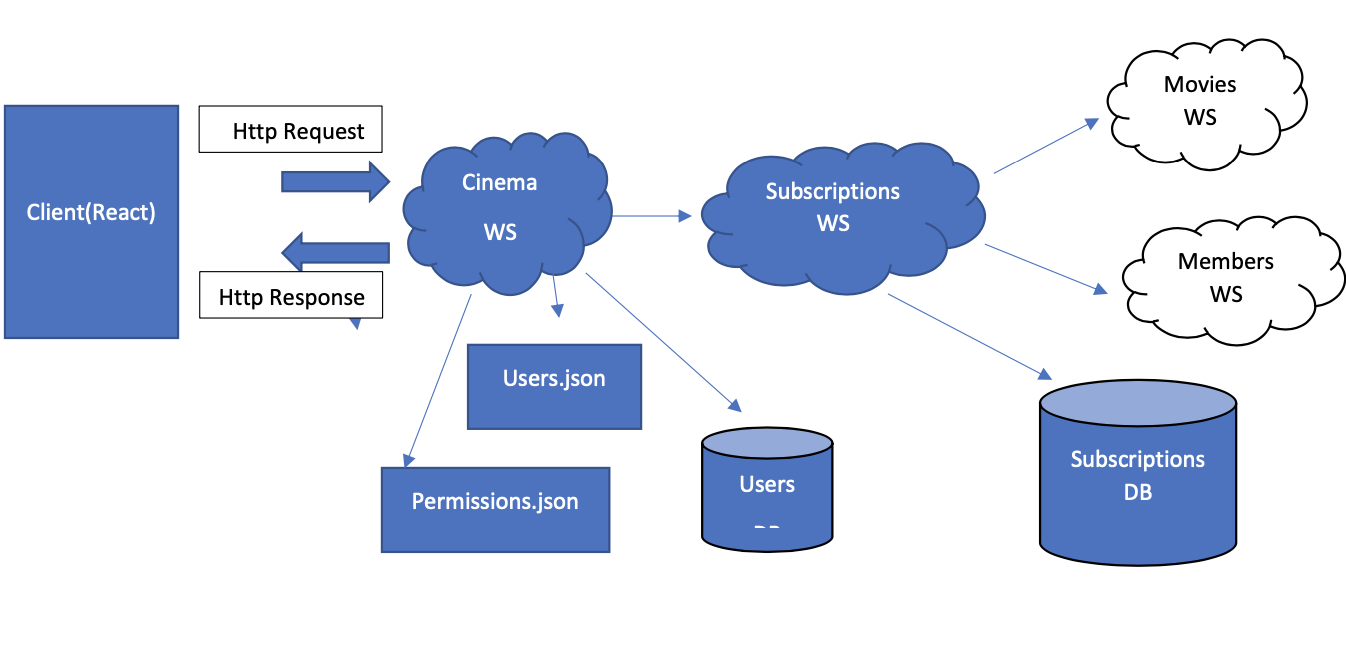 Client(React)
Http Request
Http Response
Cinema
WS
Subscriptions
WS
Movies
WS
Members
WS
Users.json
Permissions.json
Users
Subscriptions
DB